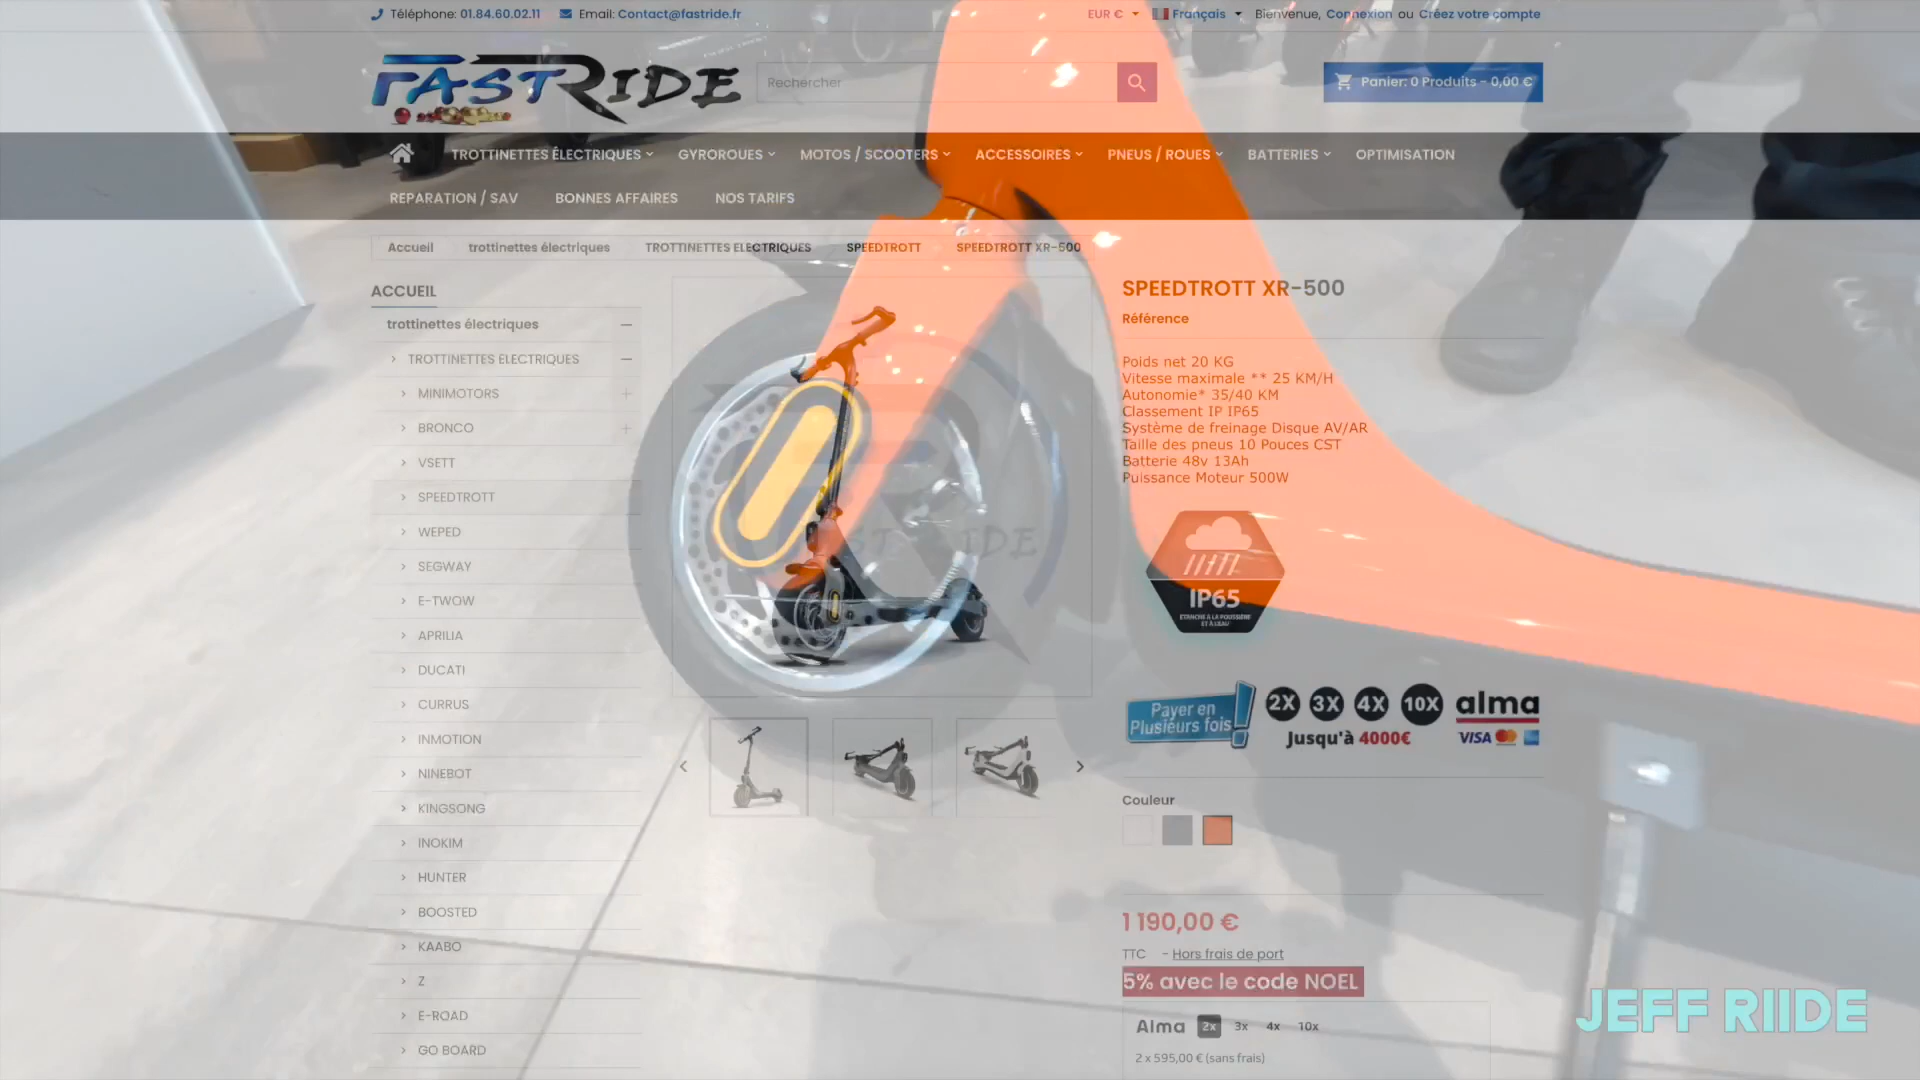 Téléphone: 01.84.60.02.11 Email: Contact@fastride.fr EUR € Français Bienvenue, Connexion ou Créez votre compte
FASTRIDE
Rechercher
Panier: 0 Produits - 0,00 €
TROTTINETTES ÉLECTRIQUES GYROROUES MOTOS / SCOOTERS ACCESSOIRES PNEUS / ROUES BATTERIES OPTIMISATION
REPARATION / SAV BONNES AFFAIRES NOS TARIFS
Accueil trottinettes électriques TROTTINETTES ELECTRIQUES SPEEDTROTT SPEEDTROTT XR-500
ACCUEIL
trottinettes électriques
TROTTINETTES ELECTRIQUES
MINIMOTORS
BRONCO
VSETT
SPEEDTROTT
WEPED
SEGWAY
E-TWOW
APRILIA
DUCATI
CURRUS
INMOTION
NINEBOT
KINGSONG
INOKIM
HUNTER
BOOSTED
KAABO
Z
E-ROAD
GO BOARD
FAST RIDE
SPEEDTROTT XR-500
Référence
Poids net 20 KG
Vitesse maximale ** 25 KM/H
Autonomie* 35/40 KM
Classement IP IP65
Système de freinage Disque AV/AR
Taille des pneus 10 Pouces CST
Batterie 48v 13Ah
Puissance Moteur 500W
IP65
ETANCHE À LA POUSSIÈRE
ET À L'EAU
Payer en
Plusieurs fois !
2X 3X 4X 10X
Jusqu'à 4000€
alma
VISA
Couleur
1 190,00 €
TTC - Hors frais de port
5% avec le code NOEL
Alma 2x 3x 4x 10x
2 x 595,00 € (sans frais)
JEFF RIIDE